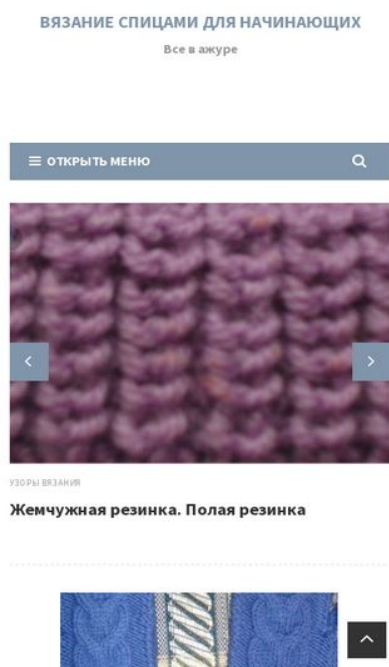 ВЯЗАНИЕ СПИЦАМИ ДЛЯ НАЧИНАЮЩИХ
Все в ажуре
ОТКРЫТЬ МЕНЮ
УЗОРЫ ВЯЗАНИЯ
Жемчужная резинка. Полая резинка